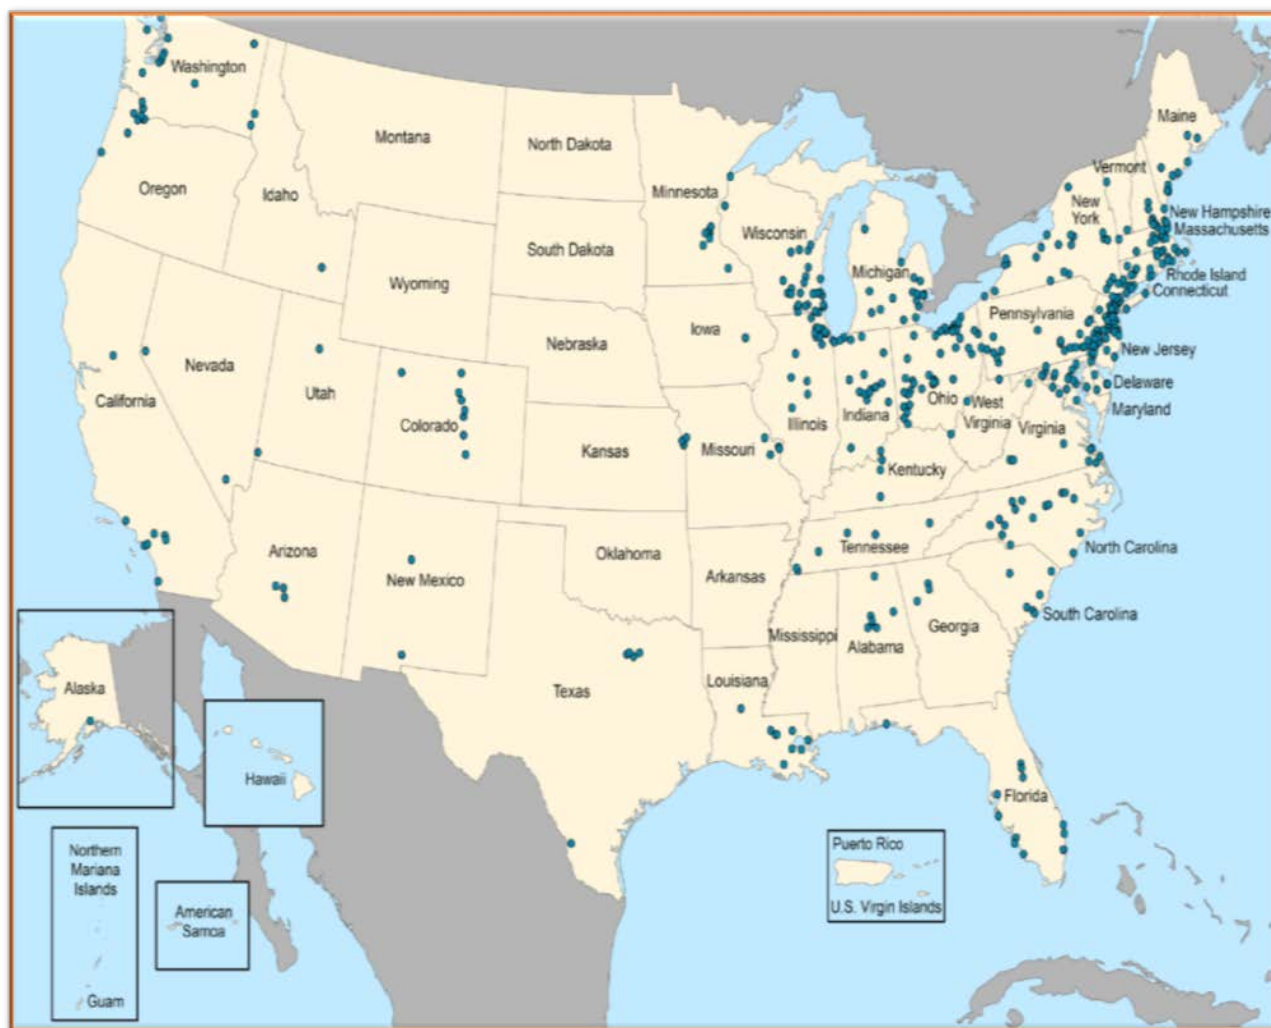 Washington
Montana
North Dakota
Minnesota
Maine
Vermont
Oregon
Idaho
New
York
New Hampshire
Massachusetts
Wisconsin
South Dakota
Michigan
Rhode Island
Connecticut
Wyoming
Pennsylvania
Iowa
Nebraska
New Jersey
Nevada
Utah
Delaware
California
Ohio
West
Virginia
Maryland
Illinois
Indiana
Colorado
Virginia
Kansas
Missouri
Kentucky
Arizona
Oklahoma
Tennessee
North Carolina
New Mexico
Arkansas
South Carolina
Mississippi
Alabama
Georgia
Alaska
Texas
Louisiana
Hawaii
Florida
Northern
Mariana
Islands
Puerto Rico
U.S. Virgin Islands
American
Samoa
Guam